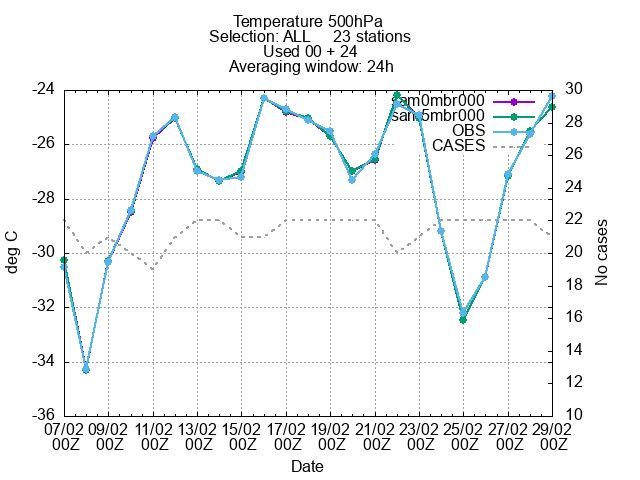 Temperature 500hPa
Selection: ALL 23 stations
Used 00 + 24
Averaging window: 24h
sam0mbr000
sam5mbr000
OBS
CASES
-24
-26
-28
-30
-32
-34
-36
deg C
30
28
26
24
22
20
18
16
14
12
10
No cases
07/02 09/02 11/02 13/02 15/02 17/02 19/02 21/02 23/02 25/02 27/02 29/02
00Z 00Z 00Z 00Z 00Z 00Z 00Z 00Z 00Z 00Z 00Z 00Z
Date